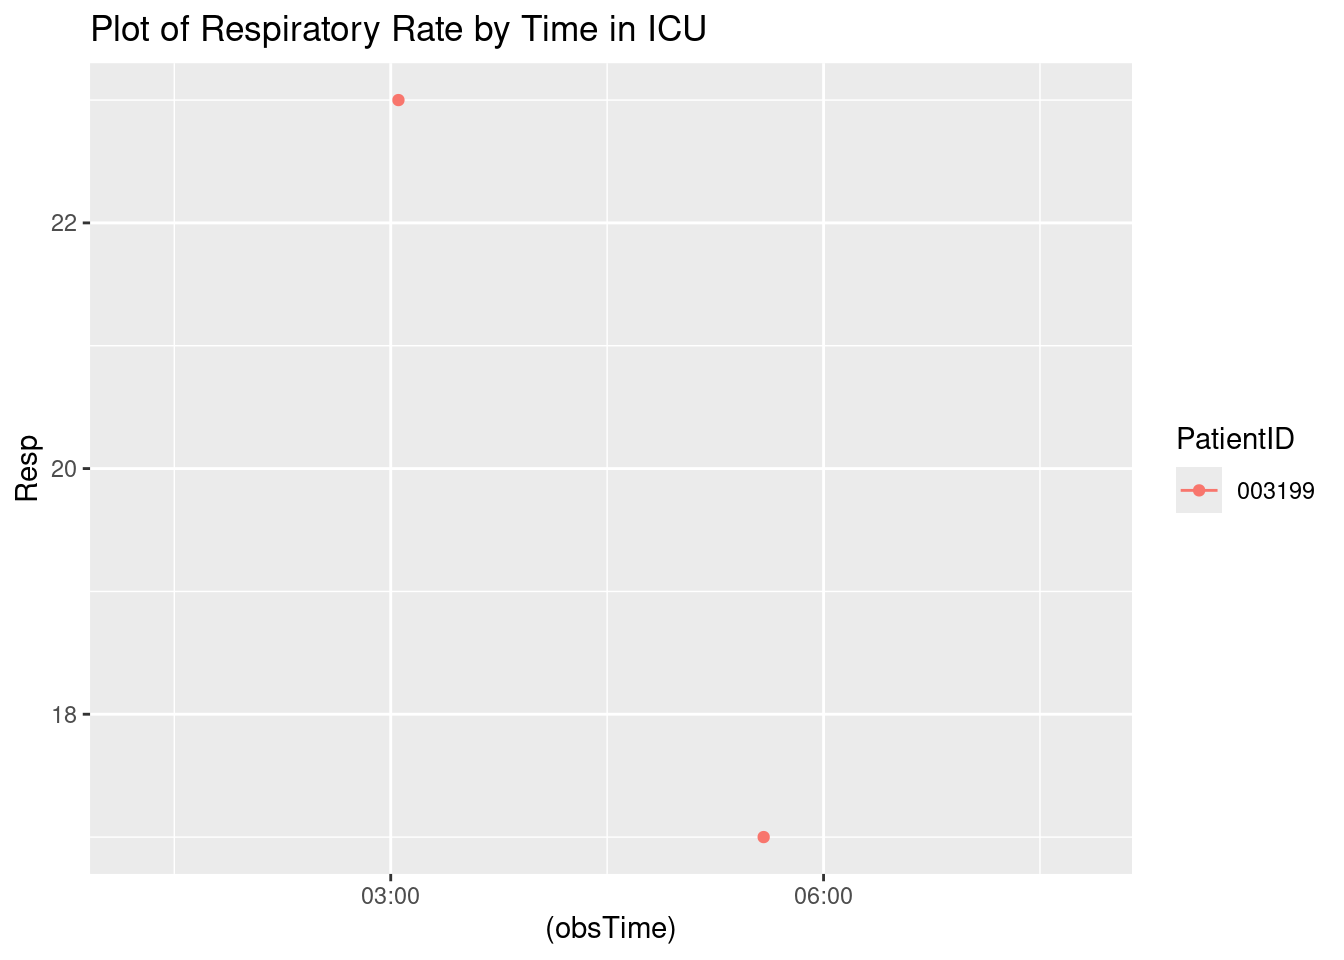 Plot of Respiratory Rate by Time in ICU
22
20
18
Resp
03:00 06:00
(obsTime)
PatientID
003199